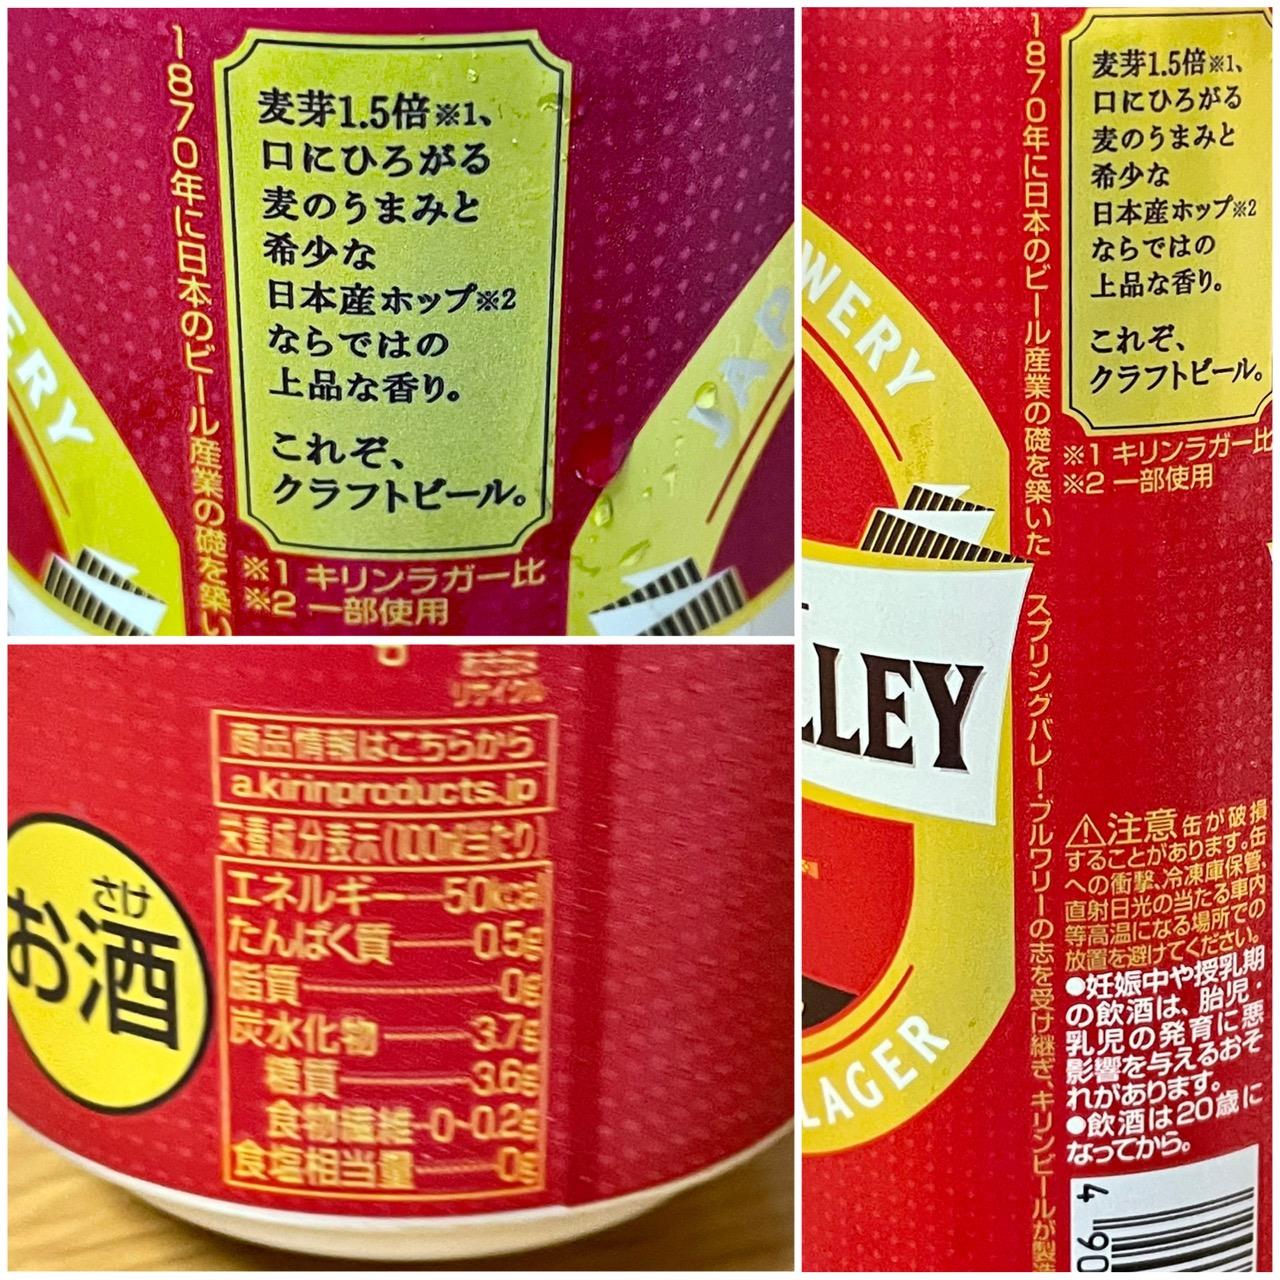 1870年に日本のビール産業の礎を築い
麦芽1.5倍※1、
口にひろがる
麦のうまみと
希少な
日本産ホップ※2
ならではの
上品な香り。
これぞ、
クラフトビール。
※1 キリンラガー比
※2 一部使用
ERY
JAP
リサイクル
商品情報はこちらから
a.kirinproducts.jp
栄養成分表示(100ml当たり)
エネルギー 50kcal
たんぱく質 0.5g
脂質 0g
炭水化物 3.7g
糖質 3.6g
食物繊維 0~0.2g
食塩相当量 0g
さけ
お酒
1870年に日本のビール産業の礎を築いた スプリングバレー・ブルワリーの志を受け継ぎ、キリンビールが製造
麦芽1.5倍※1、
口にひろがる
麦のうまみと
希少な
日本産ホップ※2
ならではの
上品な香り。
これぞ、
クラフトビール。
※1 キリンラガー比
※2 一部使用
WERY
LLEY
LAGER
⚠注意 缶が破損
することがあります。缶
への衝撃、冷凍庫保管、
直射日光の当たる車内
等高温になる場所での
放置を避けてください。
●妊娠中や授乳期
の飲酒は、胎児・
乳児の発育に悪
影響を与えるおそ
れがあります。
●飲酒は20歳に
なってから。
4 90